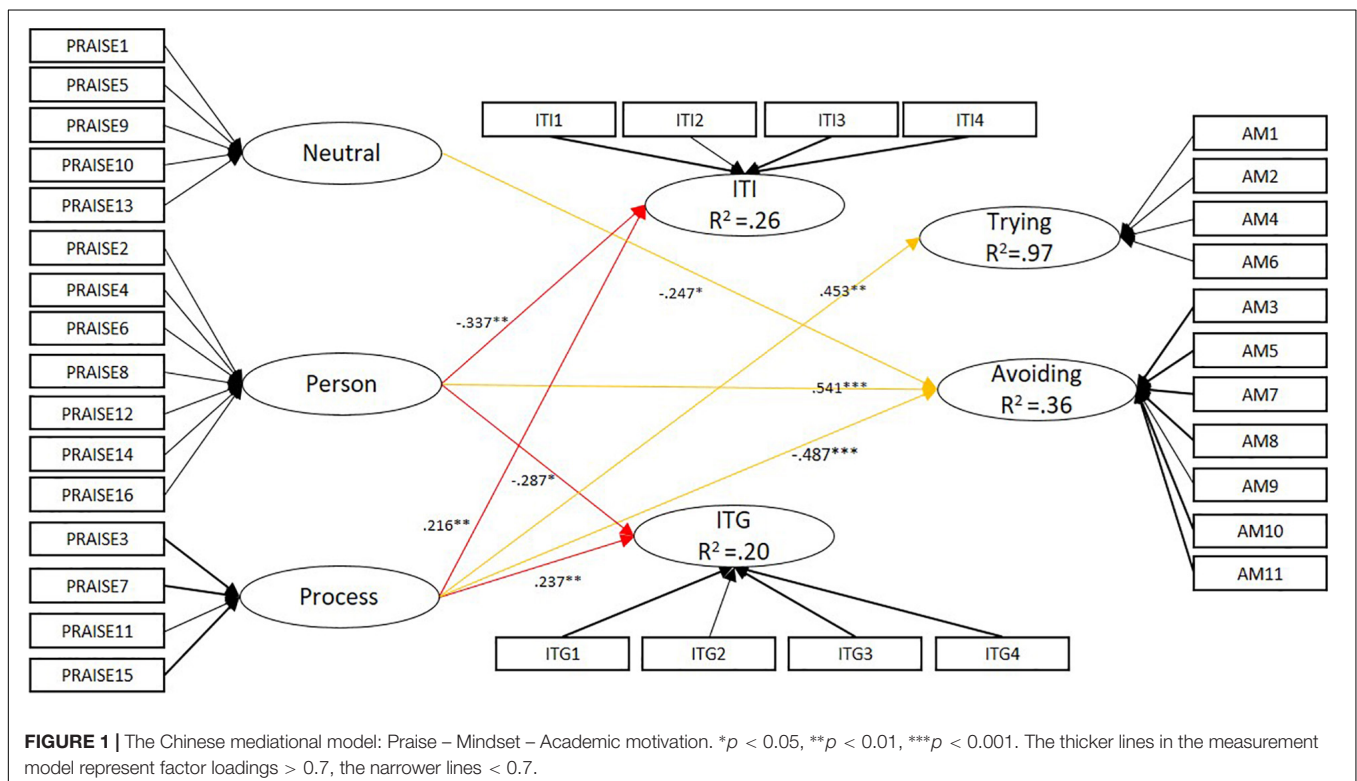 PRAISE1
PRAISE5
PRAISE9
PRAISE10
PRAISE13
PRAISE2
PRAISE4
PRAISE6
PRAISE8
PRAISE12
PRAISE14
PRAISE16
PRAISE3
PRAISE7
PRAISE11
PRAISE15
Neutral
Person
Process
ITI1 ITI2 ITI3 ITI4
ITI
R² =.26
-.247*
.453**
-.337**
.541***
-.487***
-.287*
.216**
.237**
ITG
R² =.20
ITG1 ITG2 ITG3 ITG4
Trying
R²=.97
Avoiding
R² =.36
AM1
AM2
AM4
AM6
AM3
AM5
AM7
AM8
AM9
AM10
AM11
FIGURE 1 | The Chinese mediational model: Praise – Mindset – Academic motivation. *p < 0.05, **p < 0.01, ***p < 0.001. The thicker lines in the measurement
model represent factor loadings > 0.7, the narrower lines < 0.7.